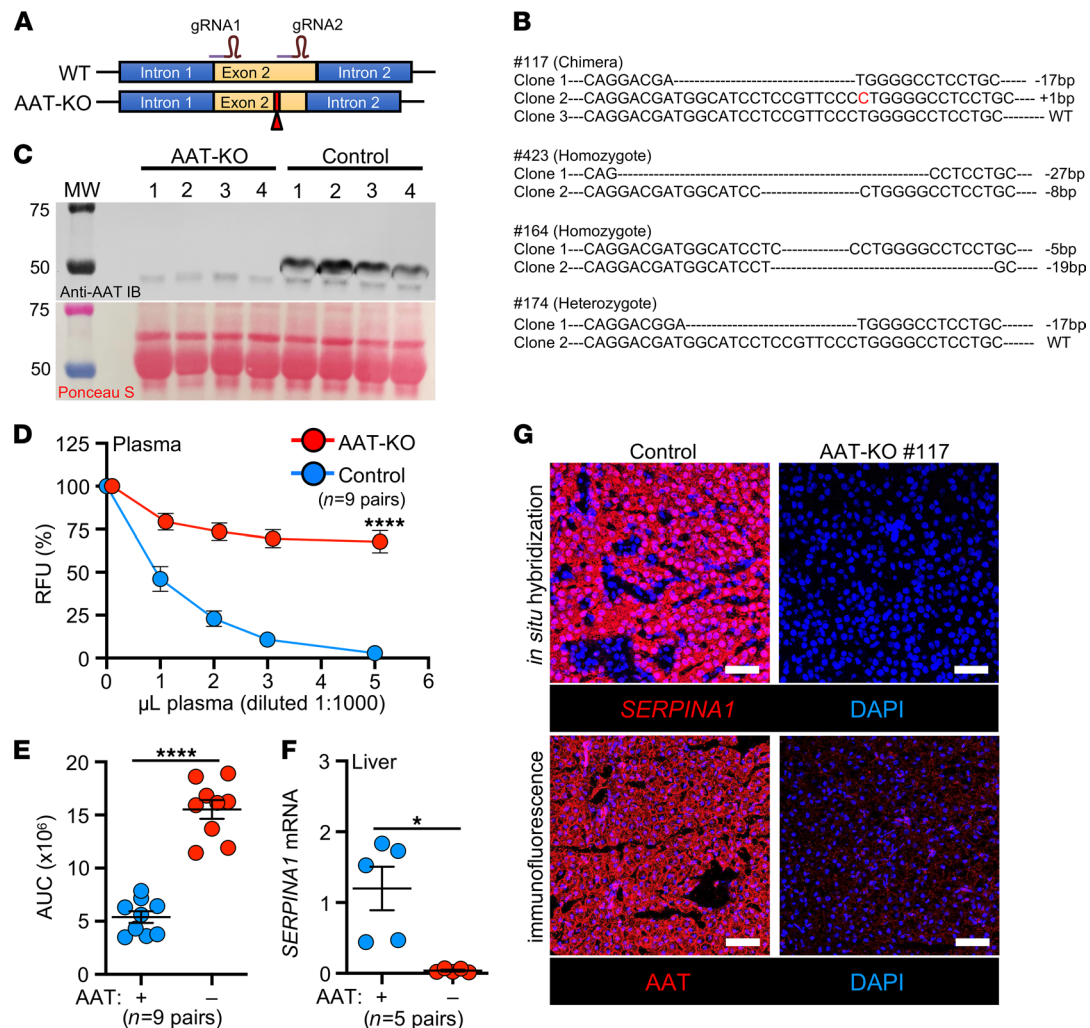 A
gRNA1 gRNA2
WT Intron 1 Exon 2 Intron 2
AAT-KO Intron 1 Exon 2 Intron 2
B
#117 (Chimera)
Clone 1---CAGGACGA-----------------------------------TGGGGCCTCCTGC----- -17bp
Clone 2---CAGGACGATGGCATCCTCCGTTCCCCTGGGGCCTCCTGC---- +1bp
Clone 3---CAGGACGATGGCATCCTCCGTTCCCTGGGGCCTCCTGC-------- WT
#423 (Homozygote)
Clone 1---CAG------------------------------------------------------------CCTCCTGC--- -27bp
Clone 2---CAGGACGATGGCATCC-------------------CTGGGGCCTCCTGC--- -8bp
#164 (Homozygote)
Clone 1---CAGGACGATGGCATCCTC-------------CCTGGGGCCTCCTGC--- -5bp
Clone 2---CAGGACGATGGCATCCT-------------------------------------------GC--- -19bp
#174 (Heterozygote)
Clone 1---CAGGACGGA---------------------------------TGGGGCCTCCTGC------ -17bp
Clone 2---CAGGACGATGGCATCCTCCGTTCCCTGGGGCCTCCTGC------ WT
C
AAT-KO Control
MW 1 2 3 4 1 2 3 4
75
50
Anti-AAT IB
75
50
Ponceau S
D
Plasma
AAT-KO
Control
(n=9 pairs)
****
RFU (%)
125
100
75
50
25
0
0 1 2 3 4 5 6
µL plasma (diluted 1:1000)
E
****
AUC (x10⁶)
20
15
10
5
0
AAT: + –
(n=9 pairs)
F
Liver
*
SERPINA1 mRNA
3
2
1
0
AAT: + –
(n=5 pairs)
G
Control AAT-KO #117
in situ hybridization
SERPINA1 DAPI
immunofluorescence
AAT DAPI